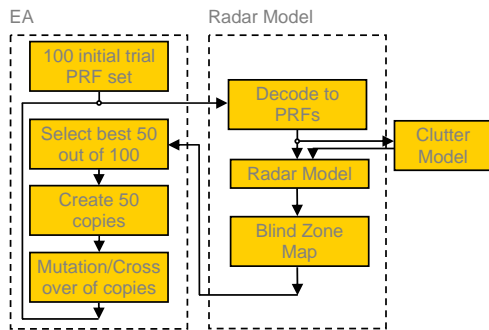 EA
Radar Model
100 initial trial
PRF set
Decode to
PRFs
Select best 50
out of 100
Clutter
Model
Radar Model
Create 50
copies
Blind Zone
Map
Mutation/Cross
over of copies